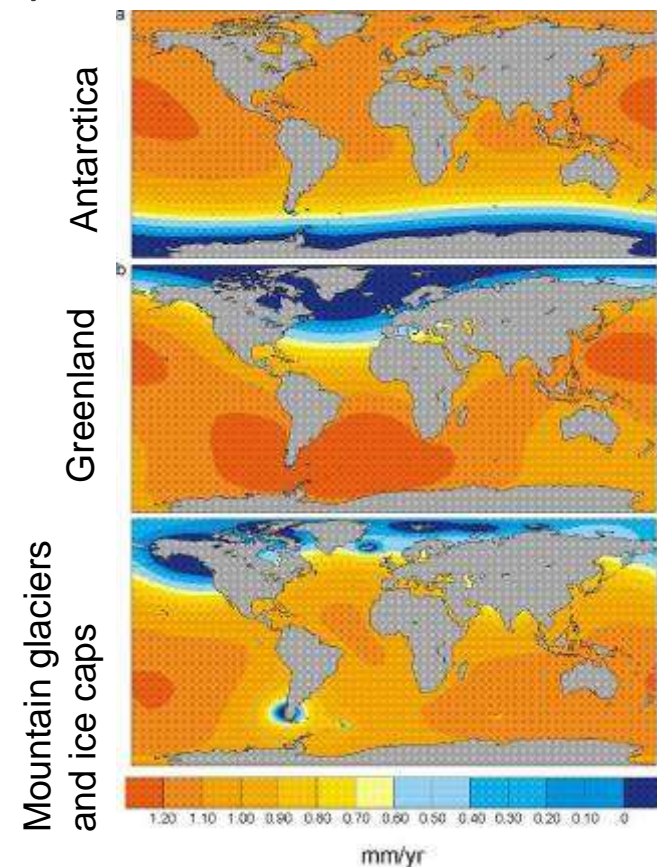 a
Antarctica
b
Greenland
Mountain glaciers
and ice caps
1.20 1.10 1.00 0.90 0.80 0.70 0.60 0.50 0.40 0.30 0.20 0.10 0
mm/yr